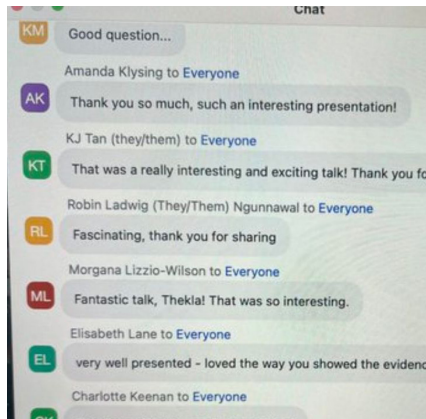 Chat
KM
Good question...
Amanda Klysing to Everyone
AK
Thank you so much, such an interesting presentation!
KJ Tan (they/them) to Everyone
KT
That was a really interesting and exciting talk! Thank you
Robin Ladwig (They/Them) Ngunnawal to Everyone
RL
Fascinating, thank you for sharing
Morgana Lizzio-Wilson to Everyone
ML
Fantastic talk, Thekla! That was so interesting.
Elisabeth Lane to Everyone
EL
very well presented - loved the way you showed the
Charlotte Keenan to Everyone